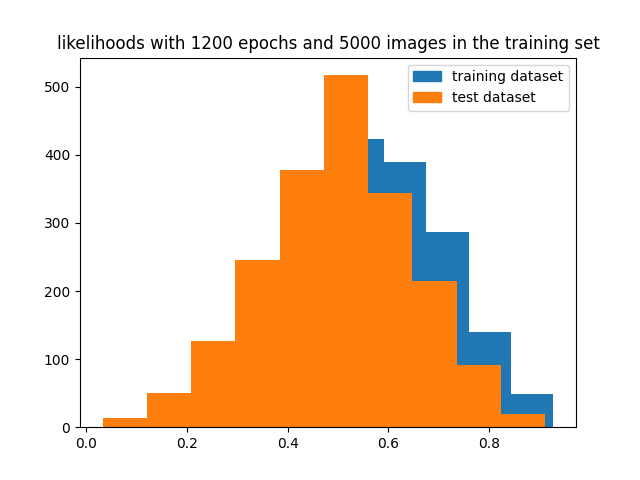 likelihoods with 1200 epochs and 5000 images in the training set
training dataset
test dataset
500
400
300
200
100
0
0.0 0.2 0.4 0.6 0.8